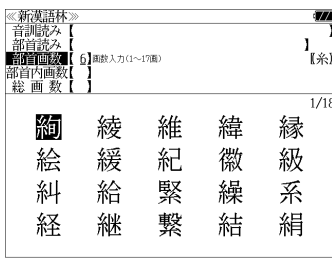 ≪新漢語林≫
音訓読み【 】
部首読み【 】
部首画数【 6】画数入力(1〜17画) 【糸】
部首内画数【 】
総画数【 】
1/18
絢 綾 維 緯 縁
絵 緩 紀 徽 級
糾 給 緊 繰 系
経 継 繋 結 絹